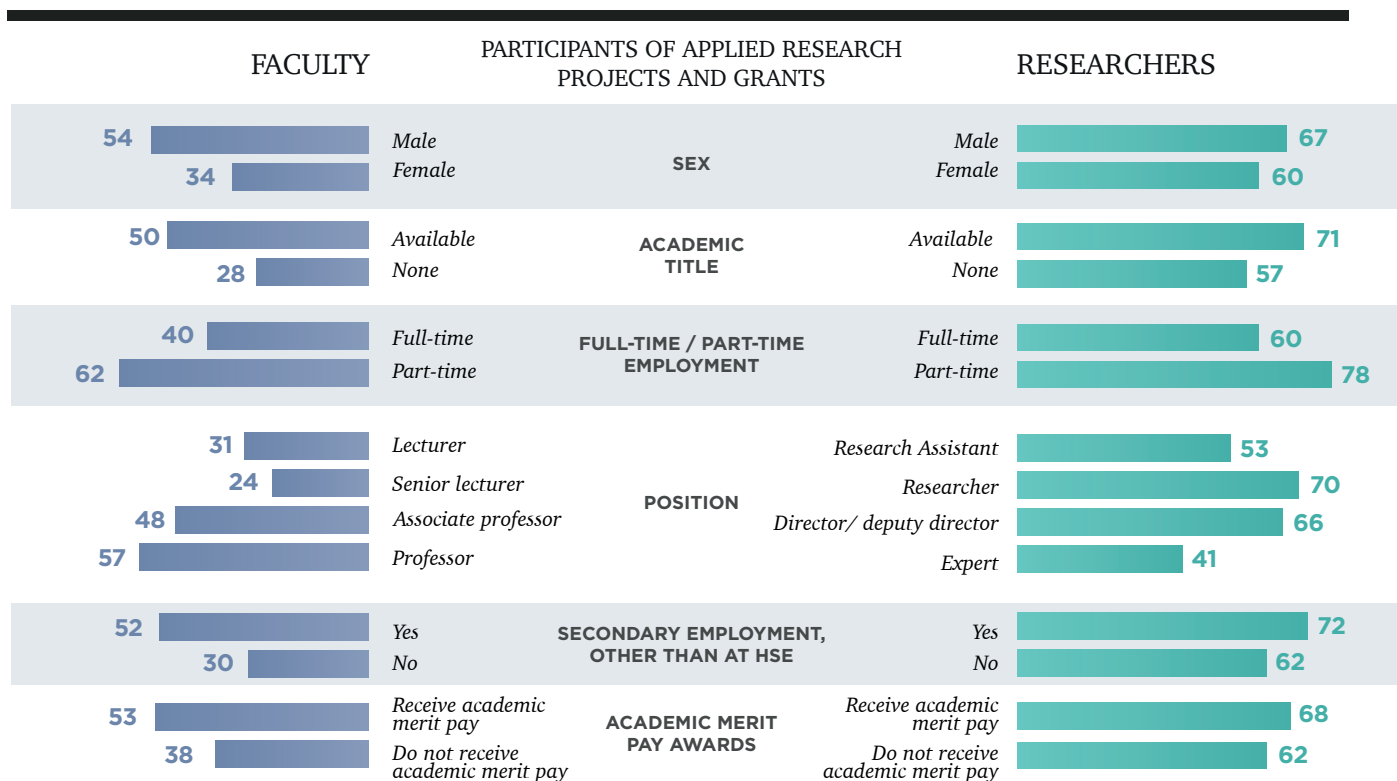 FACULTY
PARTICIPANTS OF APPLIED RESEARCH
PROJECTS AND GRANTS
RESEARCHERS
54
Male
SEX
Male
67
34
Female
Female
60
50
Available
ACADEMIC
TITLE
Available
71
28
None
None
57
40
Full-time
FULL-TIME / PART-TIME
EMPLOYMENT
Full-time
60
62
Part-time
Part-time
78
31
Lecturer
POSITION
Research Assistant
53
24
Senior lecturer
Researcher
70
48
Associate professor
Director/ deputy director
66
57
Professor
Expert
41
52
Yes
SECONDARY EMPLOYMENT,
OTHER THAN AT HSE
Yes
72
30
No
No
62
53
Receive academic
merit pay
ACADEMIC MERIT
PAY AWARDS
Receive academic
merit pay
68
38
Do not receive
academic merit pay
Do not receive
academic merit pay
62